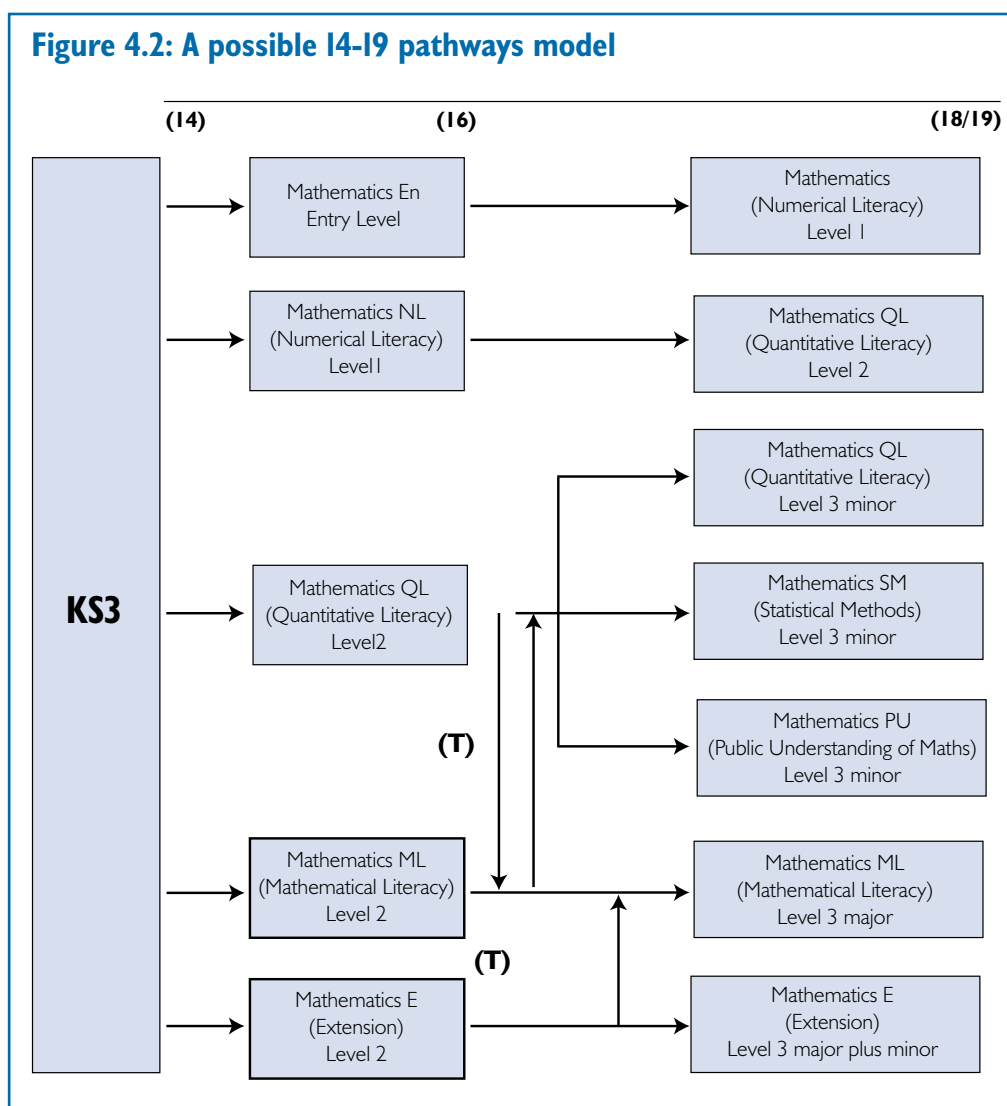 Figure 4.2: A possible 14-19 pathways model
(14)
(16)
(18/19)
KS3
Mathematics En
Entry Level
Mathematics
(Numerical Literacy)
Level 1
Mathematics NL
(Numerical Literacy)
Level1
Mathematics QL
(Quantitative Literacy)
Level 2
Mathematics QL
(Quantitative Literacy)
Level 3 minor
Mathematics QL
(Quantitative Literacy)
Level2
Mathematics SM
(Statistical Methods)
Level 3 minor
(T)
Mathematics PU
(Public Understanding of Maths)
Level 3 minor
Mathematics ML
(Mathematical Literacy)
Level 2
Mathematics ML
(Mathematical Literacy)
Level 3 major
(T)
Mathematics E
(Extension)
Level 2
Mathematics E
(Extension)
Level 3 major plus minor